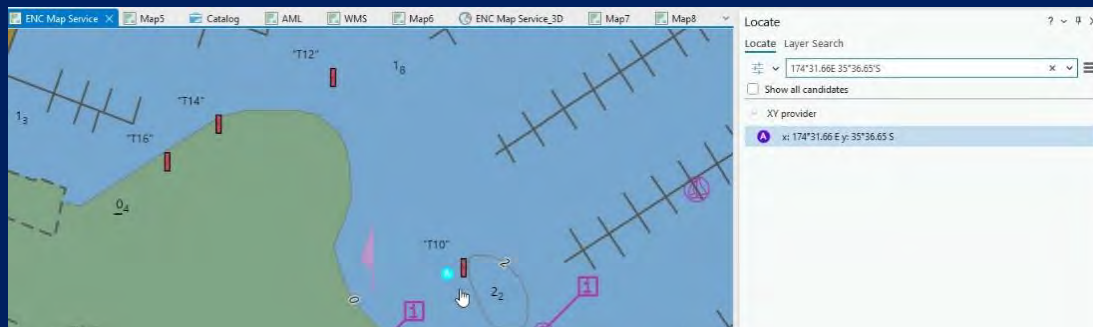 ENC Map Service Map5 Catalog AML WMS Map6 ENC Map Service_3D Map7 Map8
Locate
Locate Layer Search
174°31.66E 35°36.65'S
Show all candidates
XY provider
A x: 174°31.66 E y: 35°36.65 S
"T12"
1₈
"T14"
1₃
"T16"
0₄
"T10"
2
2₂
0
1
1